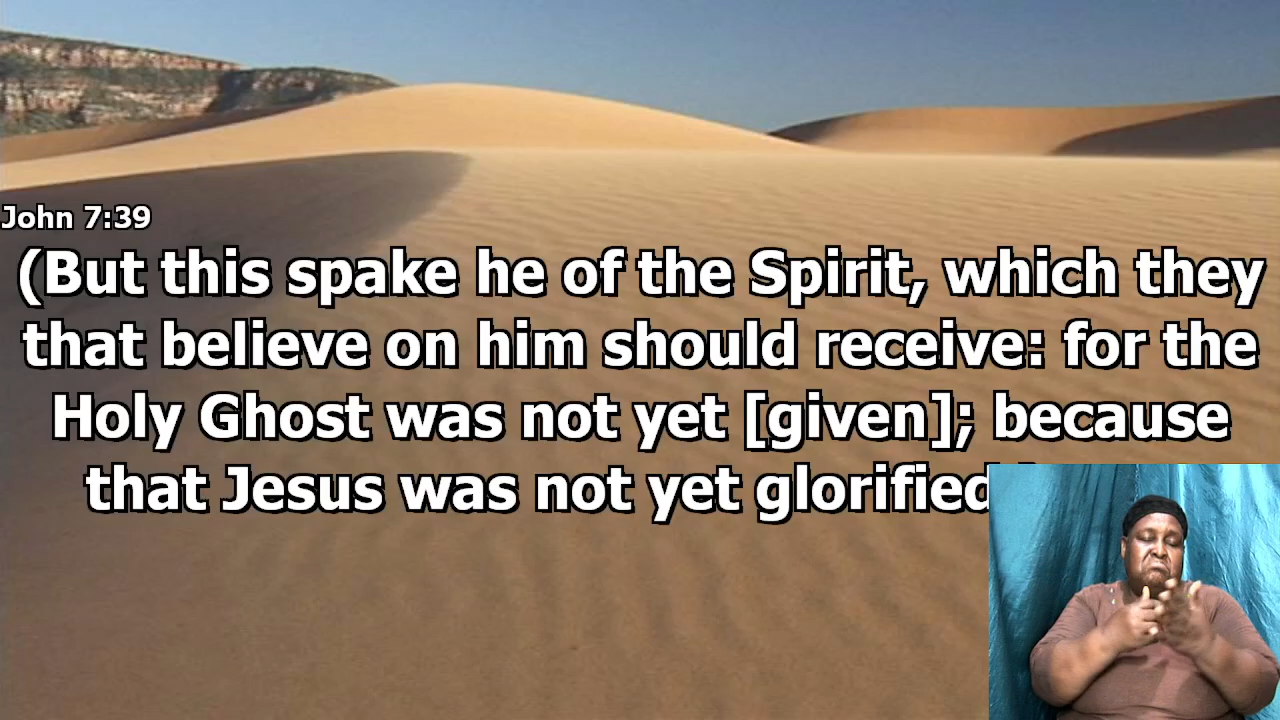 John 7:39
(But this spake he of the Spirit, which they
that believe on him should receive: for the
Holy Ghost was not yet [given]; because
that Jesus was not yet glorified